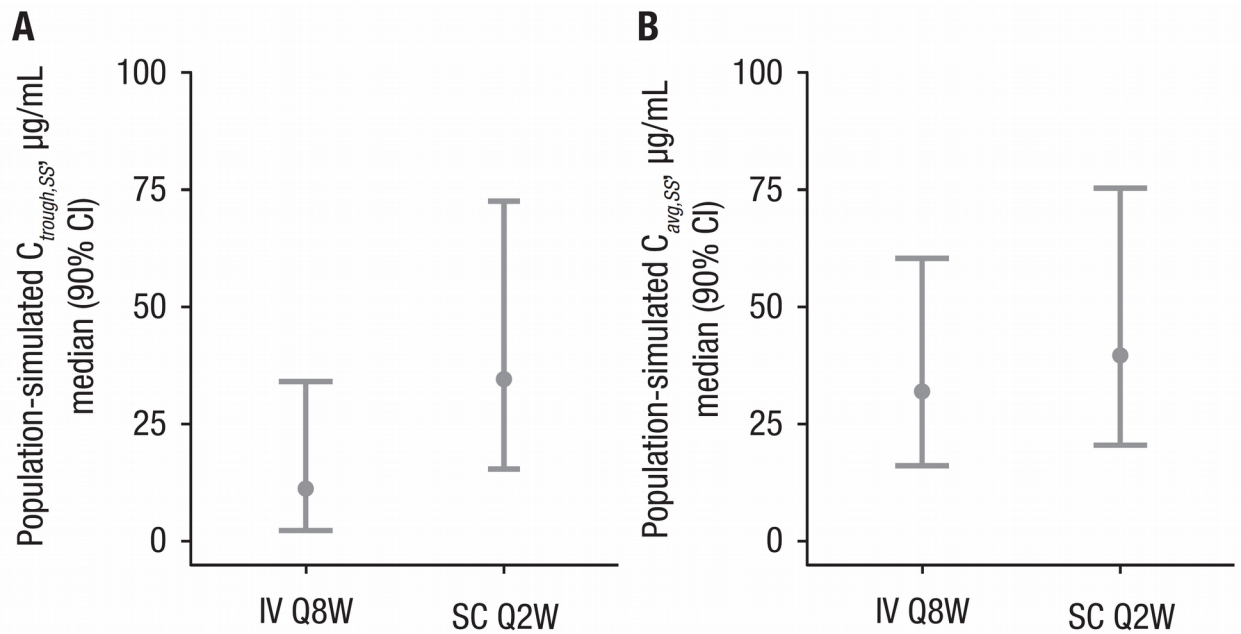 A
Population-simulated Ctrough,SS, µg/mL
median (90% CI)
100
75
50
25
0
IV Q8W
SC Q2W
B
Population-simulated Cavg,SS, µg/mL
median (90% CI)
100
75
50
25
0
IV Q8W
SC Q2W